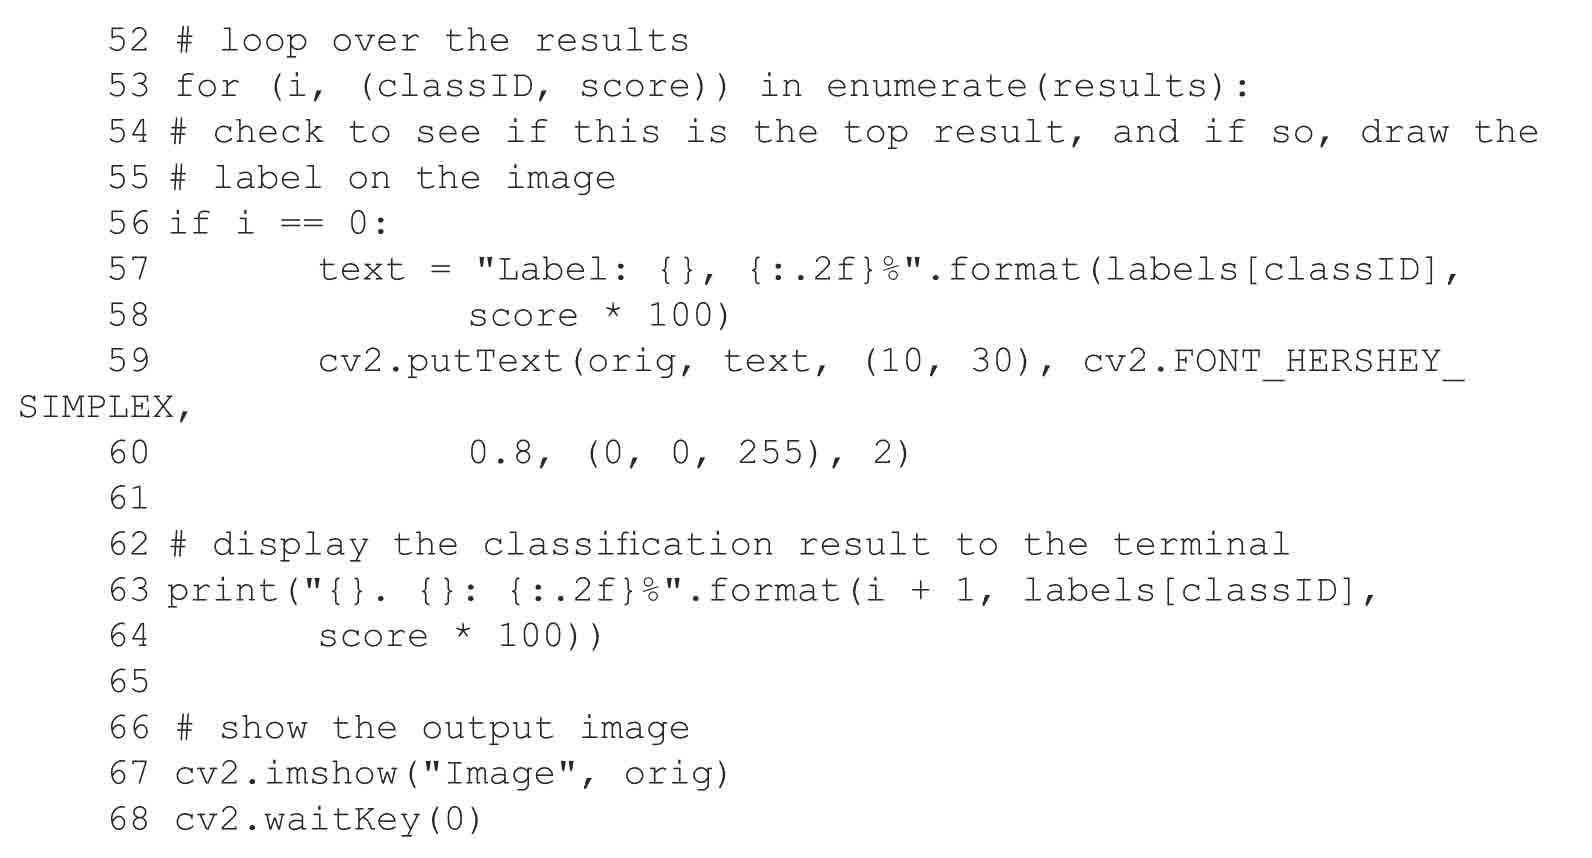 52 # loop over the results
53 for (i, (classID, score)) in enumerate(results):
54 # check to see if this is the top result, and if so, draw the
55 # label on the image
56 if i == 0:
57        text = "Label: {}, {:.2f}%".format(labels[classID],
58               score * 100)
59        cv2.putText(orig, text, (10, 30), cv2.FONT_HERSHEY_
SIMPLEX,
60               0.8, (0, 0, 255), 2)
61
62 # display the classification result to the terminal
63 print("{}. {}: {:.2f}%".format(i + 1, labels[classID],
64        score * 100))
65
66 # show the output image
67 cv2.imshow("Image", orig)
68 cv2.waitKey(0)